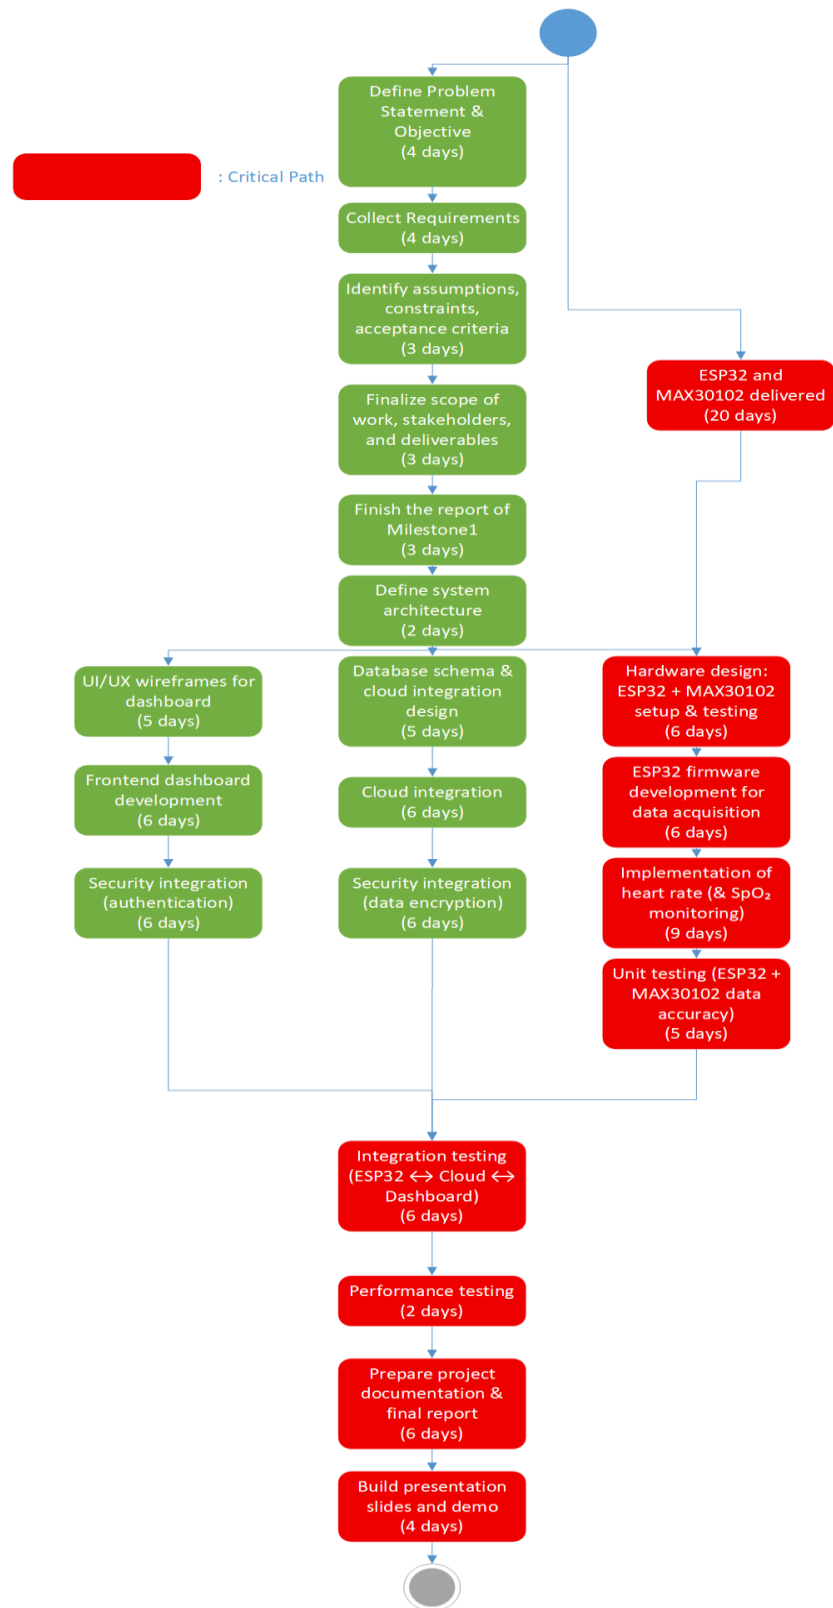 Define Problem
Statement &
Objective
(4 days)
: Critical Path
Collect Requirements
(4 days)
Identify assumptions,
constraints,
acceptance criteria
(3 days)
ESP32 and
MAX30102 delivered
(20 days)
Finalize scope of
work, stakeholders,
and deliverables
(3 days)
Finish the report of
Milestone1
(3 days)
Define system
architecture
(2 days)
UI/UX wireframes for
dashboard
(5 days)
Database schema &
cloud integration
design
(5 days)
Hardware design:
ESP32 + MAX30102
setup & testing
(6 days)
Frontend dashboard
development
(6 days)
Cloud integration
(6 days)
ESP32 firmware
development for
data acquisition
(6 days)
Security integration
(authentication)
(6 days)
Security integration
(data encryption)
(6 days)
Implementation of
heart rate (& SpO₂
monitoring)
(9 days)
Unit testing (ESP32 +
MAX30102 data
accuracy)
(5 days)
Integration testing
(ESP32 ↔ Cloud ↔
Dashboard)
(6 days)
Performance testing
(2 days)
Prepare project
documentation &
final report
(6 days)
Build presentation
slides and demo
(4 days)